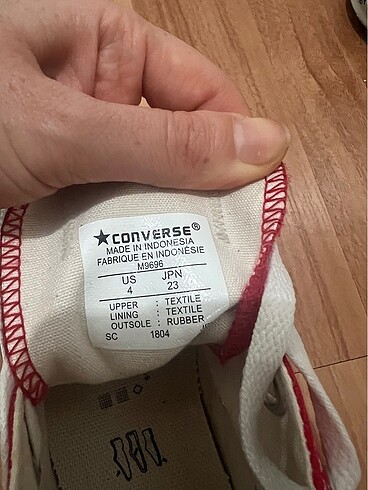 ★CONVERSE®
MADE IN INDONESIA
FABRIQUE EN INDONÉSIE
M9696
US JPN
4 23
UPPER : TEXTILE
LINING : TEXTILE
OUTSOLE : RUBBER
SC 1804